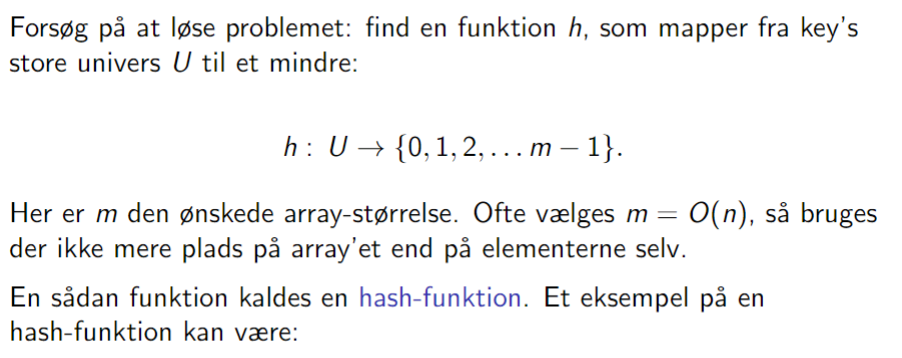 Forsøg på at løse problemet: find en funktion h, som mapper fra key's
store univers U til et mindre:
h : U → {0, 1, 2, . . . m − 1}.
Her er m den ønskede array-størrelse. Ofte vælges m = O(n), så bruges
der ikke mere plads på array'et end på elementerne selv.
En sådan funktion kaldes en hash-funktion. Et eksempel på en
hash-funktion kan være: